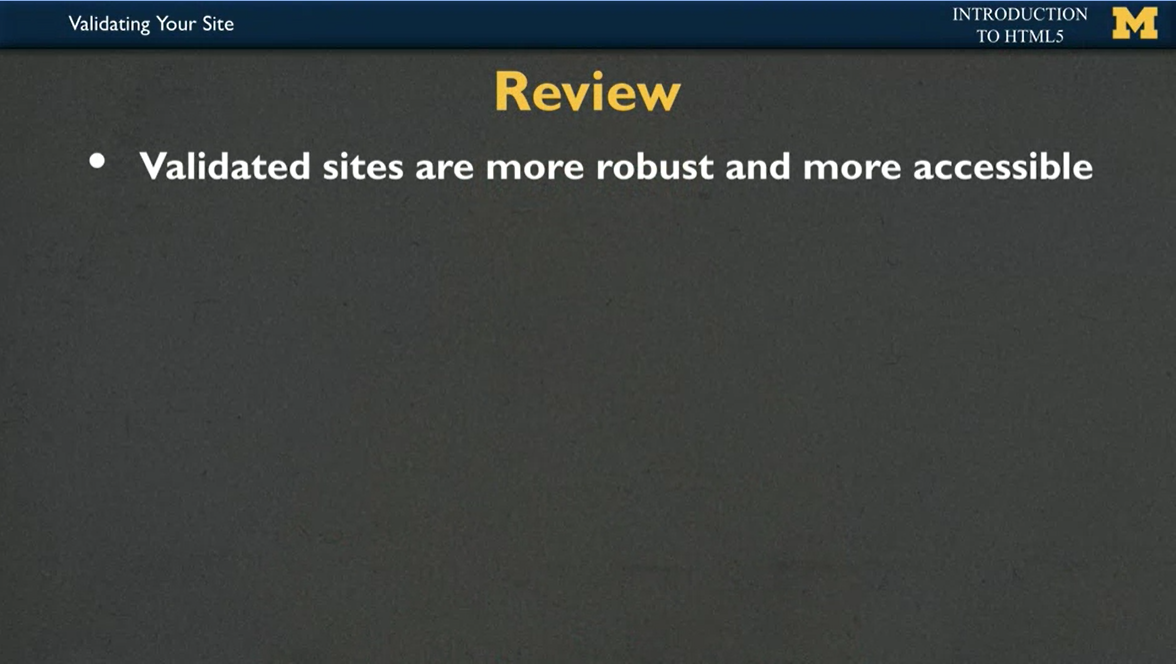 Validating Your Site
INTRODUCTION
TO HTML5
M
Review
• Validated sites are more robust and more accessible